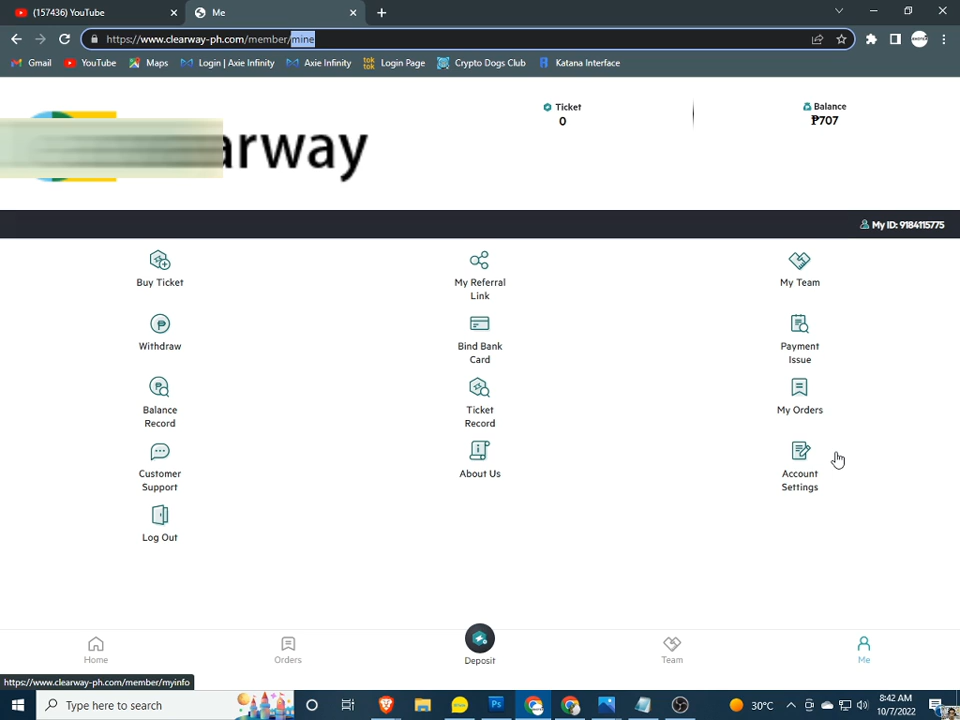 (157436) YouTube
Me
https://www.clearway-ph.com/member/mine
Gmail
YouTube
Maps
Login | Axie Infinity
Axie Infinity
tok
tok
Login Page
Crypto Dogs Club
Katana Interface
arway
Ticket
0
Balance
₱707
My ID: 9184115775
Buy Ticket
My Referral
Link
My Team
Withdraw
Bind Bank
Card
Payment
Issue
Balance
Record
Ticket
Record
My Orders
Customer
Support
About Us
Account
Settings
Log Out
Home
Orders
Deposit
Team
Me
https://www.clearway-ph.com/member/myinfo
Type here to search
30°C
8:42 AM
10/7/2022